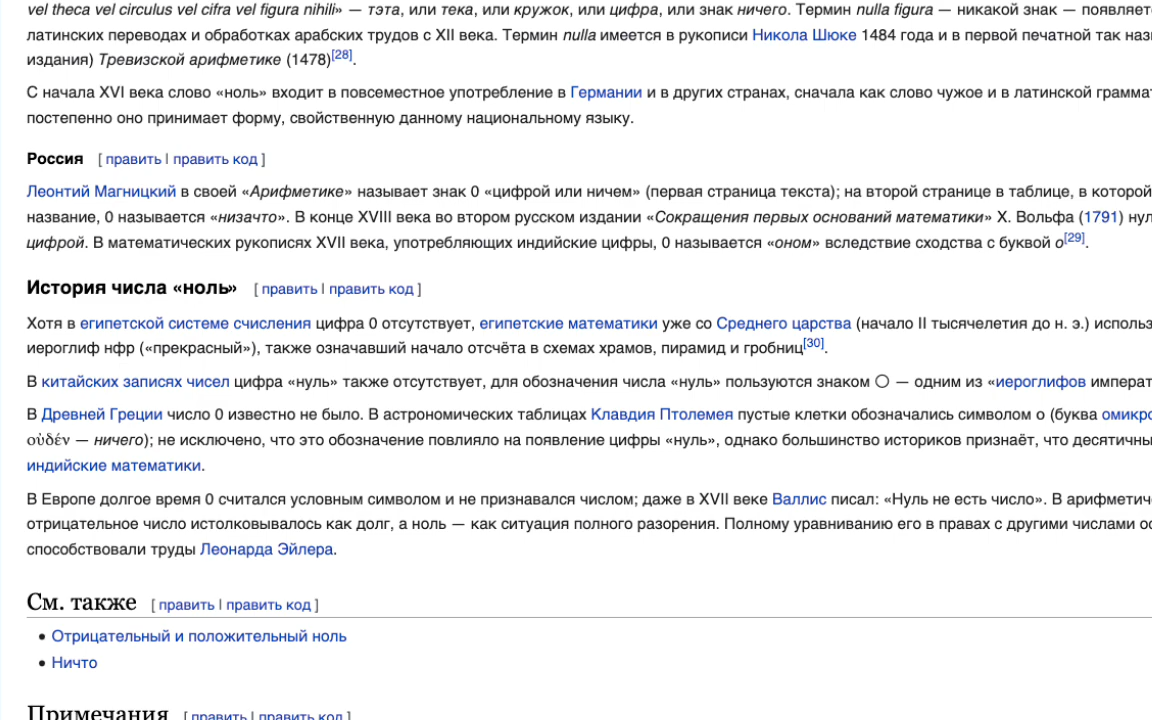 vel theca vel circulus vel cifra vel figura nihili» — тэта, или тека, или кружок, или цифра, или знак ничего. Термин nulla figura — никакой знак — появляет
латинских переводах и обработках арабских трудов с XII века. Термин nulla имеется в рукописи Никола Шюке 1484 года и в первой печатной так наз
издания) Тревизской арифметике (1478)[28].
С начала XVI века слово «ноль» входит в повсеместное употребление в Германии и в других странах, сначала как слово чужое и в латинской граммат
постепенно оно принимает форму, свойственную данному национальному языку.
Россия [ править | править код ]
Леонтий Магницкий в своей «Арифметике» называет знак 0 «цифрой или ничем» (первая страница текста); на второй странице в таблице, в которой
название, 0 называется «низачто». В конце XVIII века во втором русском издании «Сокращения первых оснований математики» Х. Вольфа (1791) нул
цифрой. В математических рукописях XVII века, употребляющих индийские цифры, 0 называется «оном» вследствие сходства с буквой о[29].
История числа «ноль» [ править | править код ]
Хотя в египетской системе счисления цифра 0 отсутствует, египетские математики уже со Среднего царства (начало II тысячелетия до н. э.) использ
иероглиф нфр («прекрасный»), также означавший начало отсчёта в схемах храмов, пирамид и гробниц[30].
В китайских записях чисел цифра «нуль» также отсутствует, для обозначения числа «нуль» пользуются знаком 〇 — одним из «иероглифов императ
В Древней Греции число 0 известно не было. В астрономических таблицах Клавдия Птолемея пустые клетки обозначались символом ο (буква омикро
οὐδέν — ничего); не исключено, что это обозначение повлияло на появление цифры «нуль», однако большинство историков признаёт, что десятичны
индийские математики.
В Европе долгое время 0 считался условным символом и не признавался числом; даже в XVII веке Валлис писал: «Нуль не есть число». В арифметиче
отрицательное число истолковывалось как долг, а ноль — как ситуация полного разорения. Полному уравниванию его в правах с другими числами ос
способствовали труды Леонарда Эйлера.
См. также [ править | править код ]
• Отрицательный и положительный ноль
• Ничто
Примечания [ править | править код ]